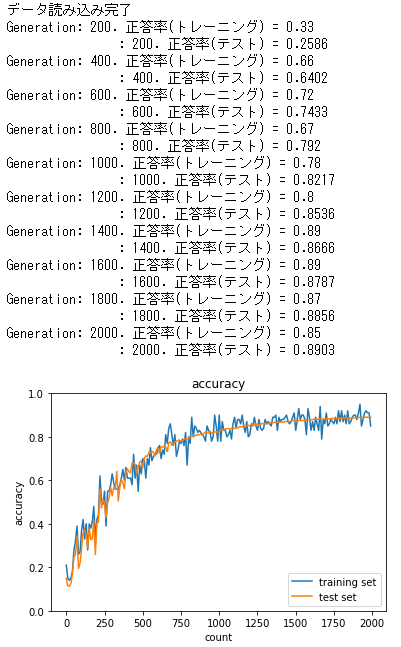 データ読み込み完了
Generation: 200. 正答率(トレーニング) = 0.33
: 200. 正答率(テスト) = 0.2586
Generation: 400. 正答率(トレーニング) = 0.66
: 400. 正答率(テスト) = 0.6402
Generation: 600. 正答率(トレーニング) = 0.72
: 600. 正答率(テスト) = 0.7433
Generation: 800. 正答率(トレーニング) = 0.67
: 800. 正答率(テスト) = 0.792
Generation: 1000. 正答率(トレーニング) = 0.78
: 1000. 正答率(テスト) = 0.8217
Generation: 1200. 正答率(トレーニング) = 0.8
: 1200. 正答率(テスト) = 0.8536
Generation: 1400. 正答率(トレーニング) = 0.89
: 1400. 正答率(テスト) = 0.8666
Generation: 1600. 正答率(トレーニング) = 0.89
: 1600. 正答率(テスト) = 0.8787
Generation: 1800. 正答率(トレーニング) = 0.87
: 1800. 正答率(テスト) = 0.8856
Generation: 2000. 正答率(トレーニング) = 0.85
: 2000. 正答率(テスト) = 0.8903
accuracy
1.0
0.8
0.6
0.4
0.2
0.0
accuracy
training set
test set
0 250 500 750 1000 1250 1500 1750 2000
count